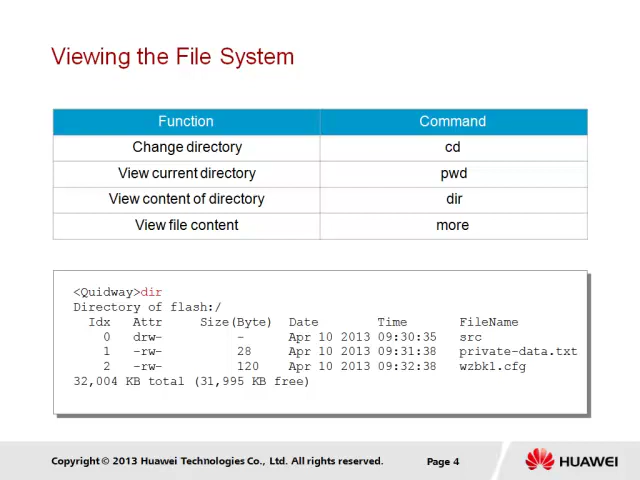 Viewing the File System
Function Command
Change directory cd
View current directory pwd
View content of directory dir
View file content more
<Quidway>dir
Directory of flash:/
Idx Attr Size(Byte) Date Time FileName
0 drw- - Apr 10 2013 09:30:35 src
1 -rw- 28 Apr 10 2013 09:31:38 private-data.txt
2 -rw- 120 Apr 10 2013 09:32:38 wzbkl.cfg
32,004 KB total (31,995 KB free)
Copyright © 2013 Huawei Technologies Co., Ltd. All rights reserved. Page 4 HUAWEI